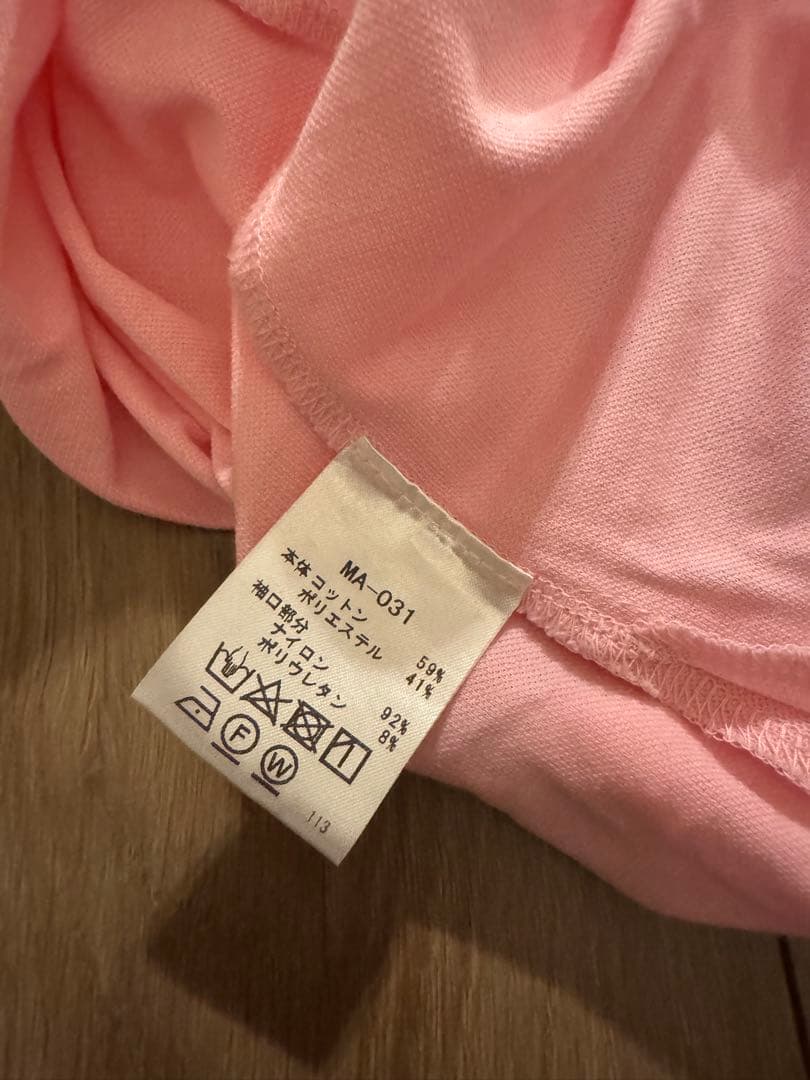 MA-031
本体 コットン 59%
ポリエステル 41%
袖口部分
ナイロン 92%
ポリウレタン 8%
F W
113